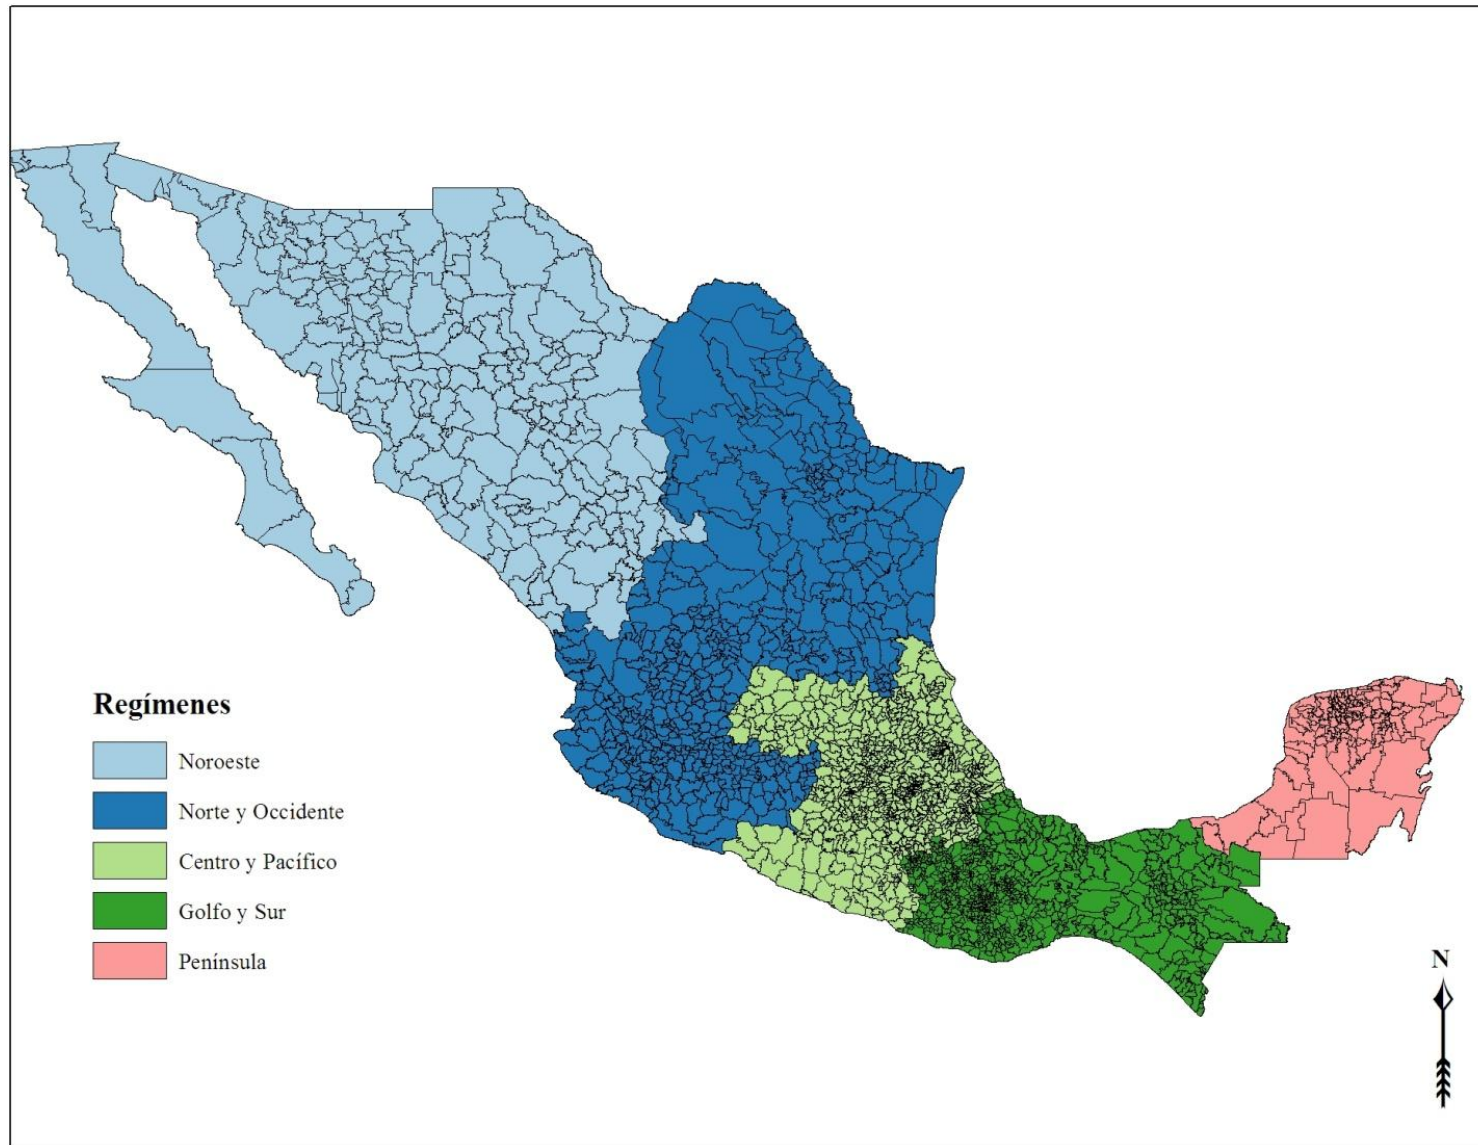 Regímenes
Noroeste
Norte y Occidente
Centro y Pacífico
Golfo y Sur
Península
N